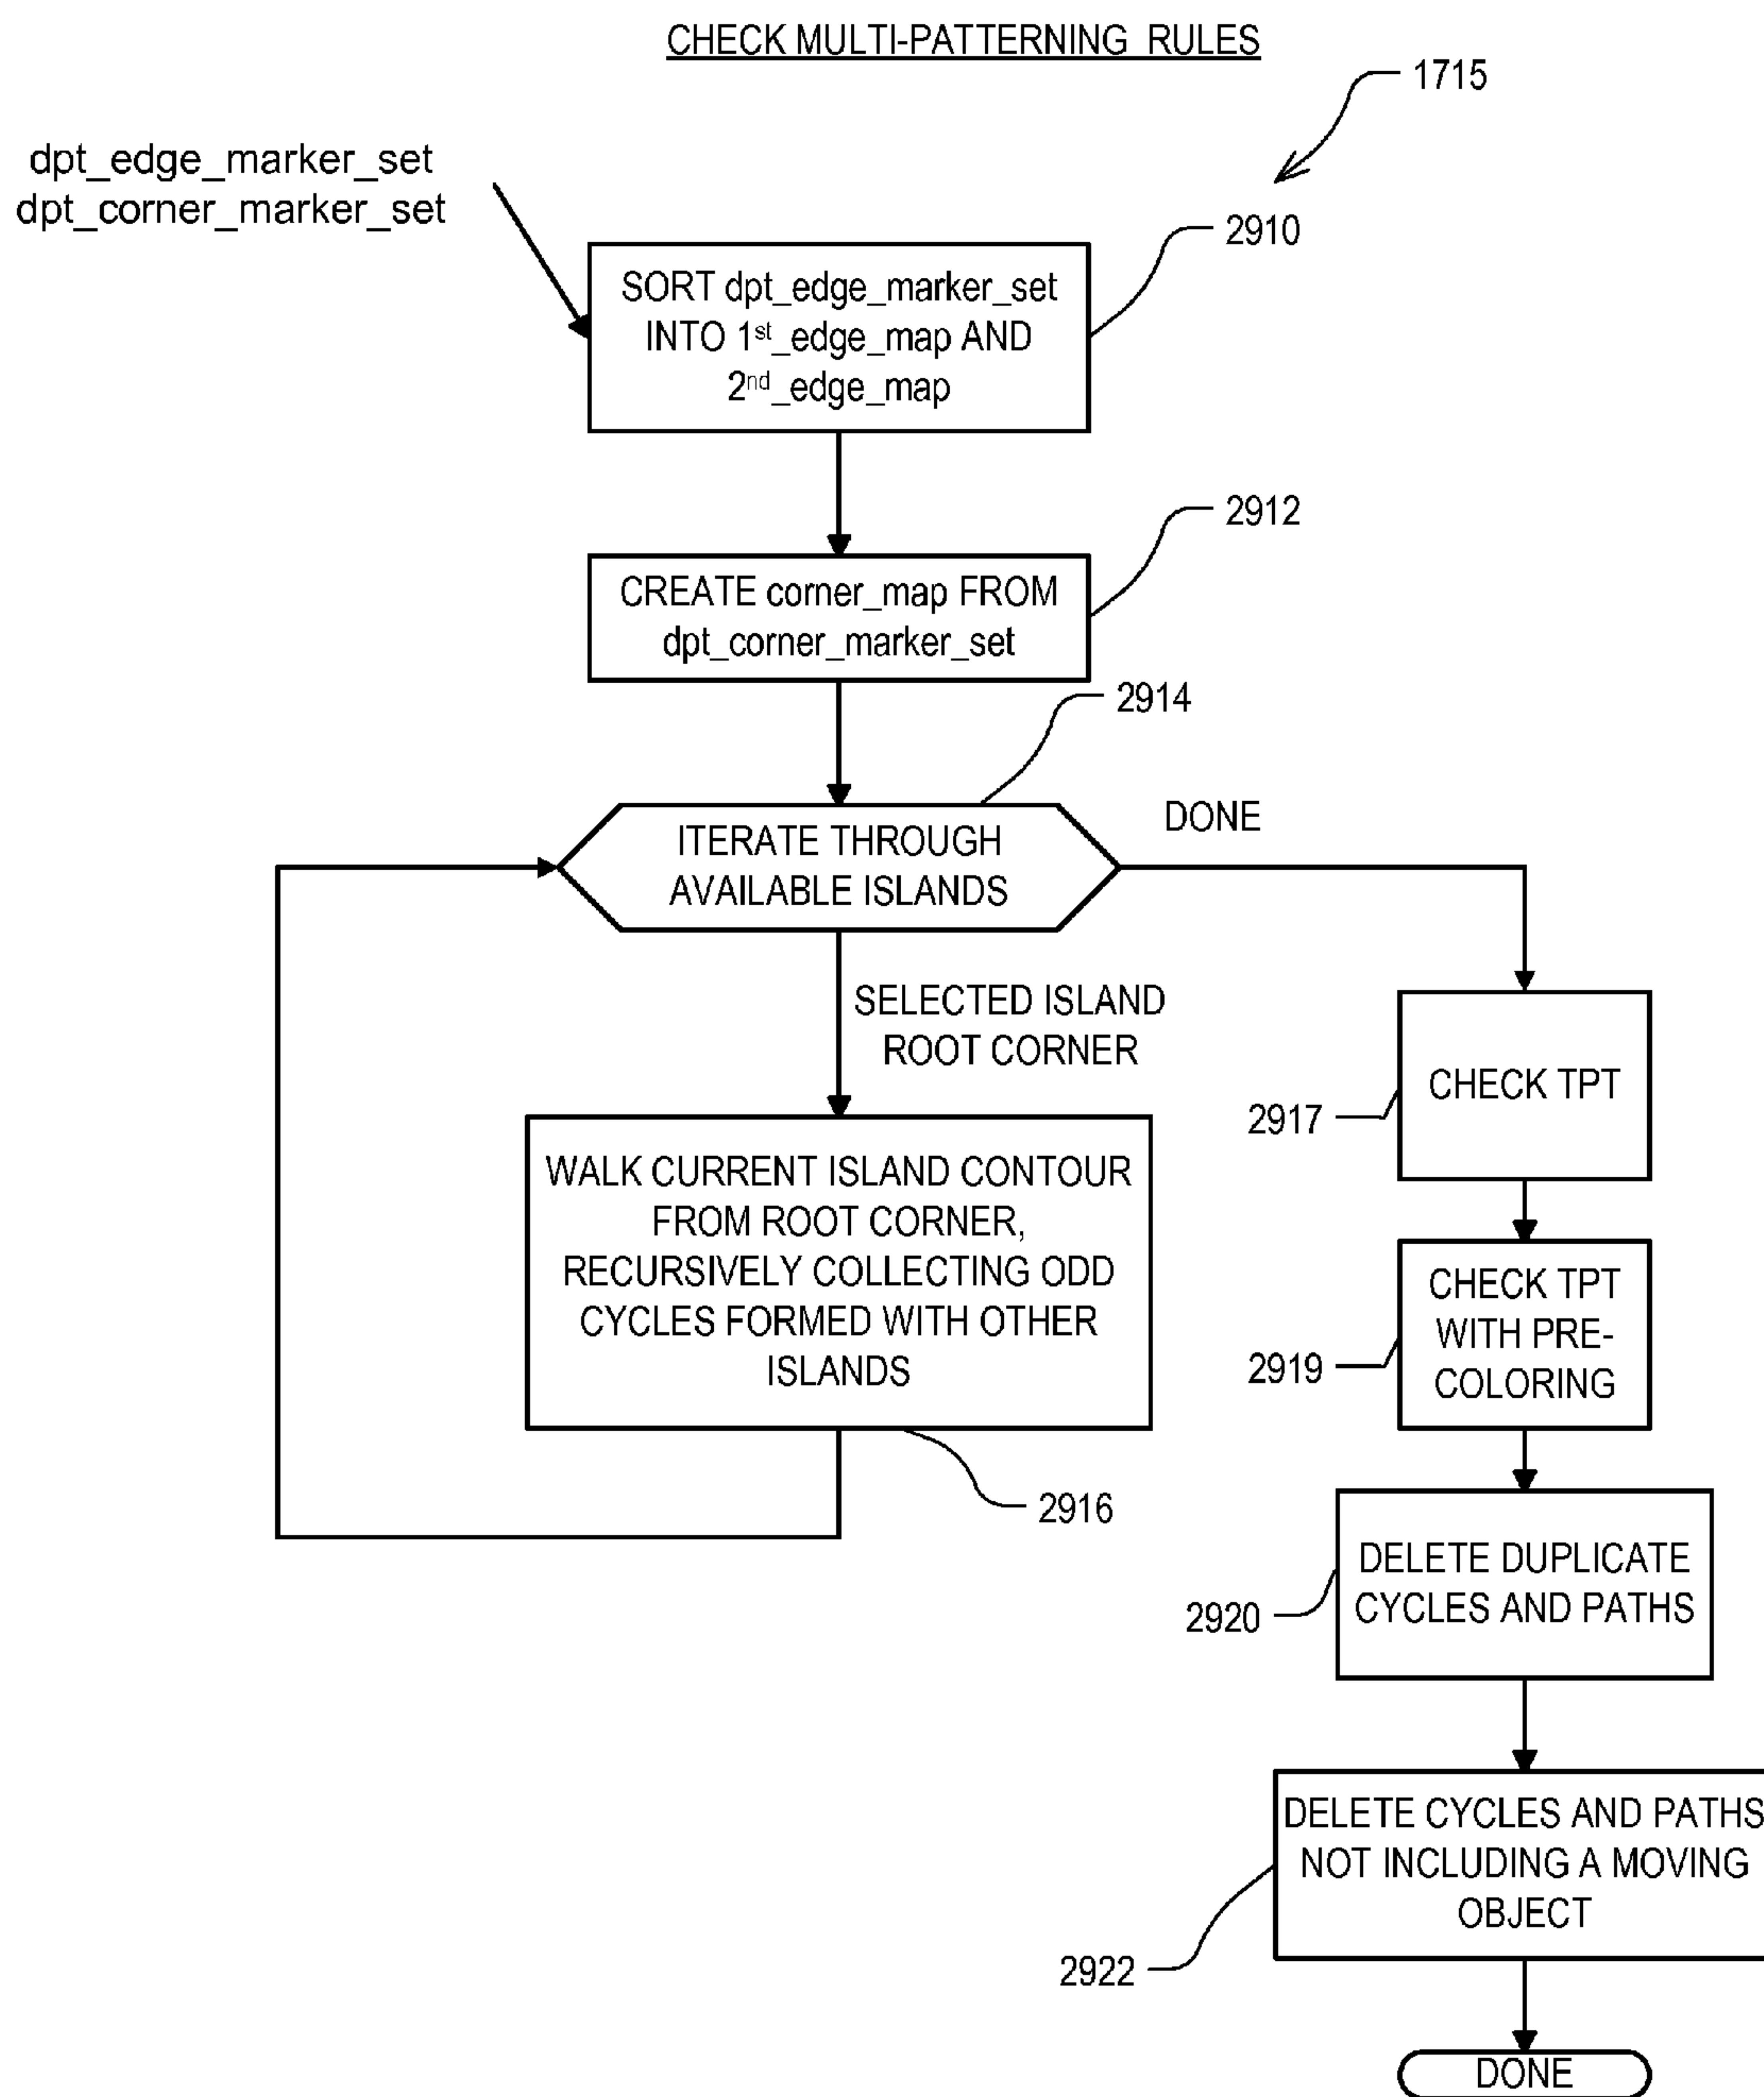 CHECK MULTI-PATTERNING RULES
1715
dpt_edge_marker_set
dpt_corner_marker_set
2910
SORT dpt_edge_marker_set
INTO 1st_edge_map AND
2nd_edge_map
2912
CREATE corner_map FROM
dpt_corner_marker_set
2914
DONE
ITERATE THROUGH
AVAILABLE ISLANDS
SELECTED ISLAND
ROOT CORNER
CHECK TPT
2917
WALK CURRENT ISLAND CONTOUR
FROM ROOT CORNER,
RECURSIVELY COLLECTING ODD
CYCLES FORMED WITH OTHER
ISLANDS
2916
CHECK TPT
WITH PRE-
COLORING
2919
DELETE DUPLICATE
CYCLES AND PATHS
2920
DELETE CYCLES AND PATHS
NOT INCLUDING A MOVING
OBJECT
2922
DONE